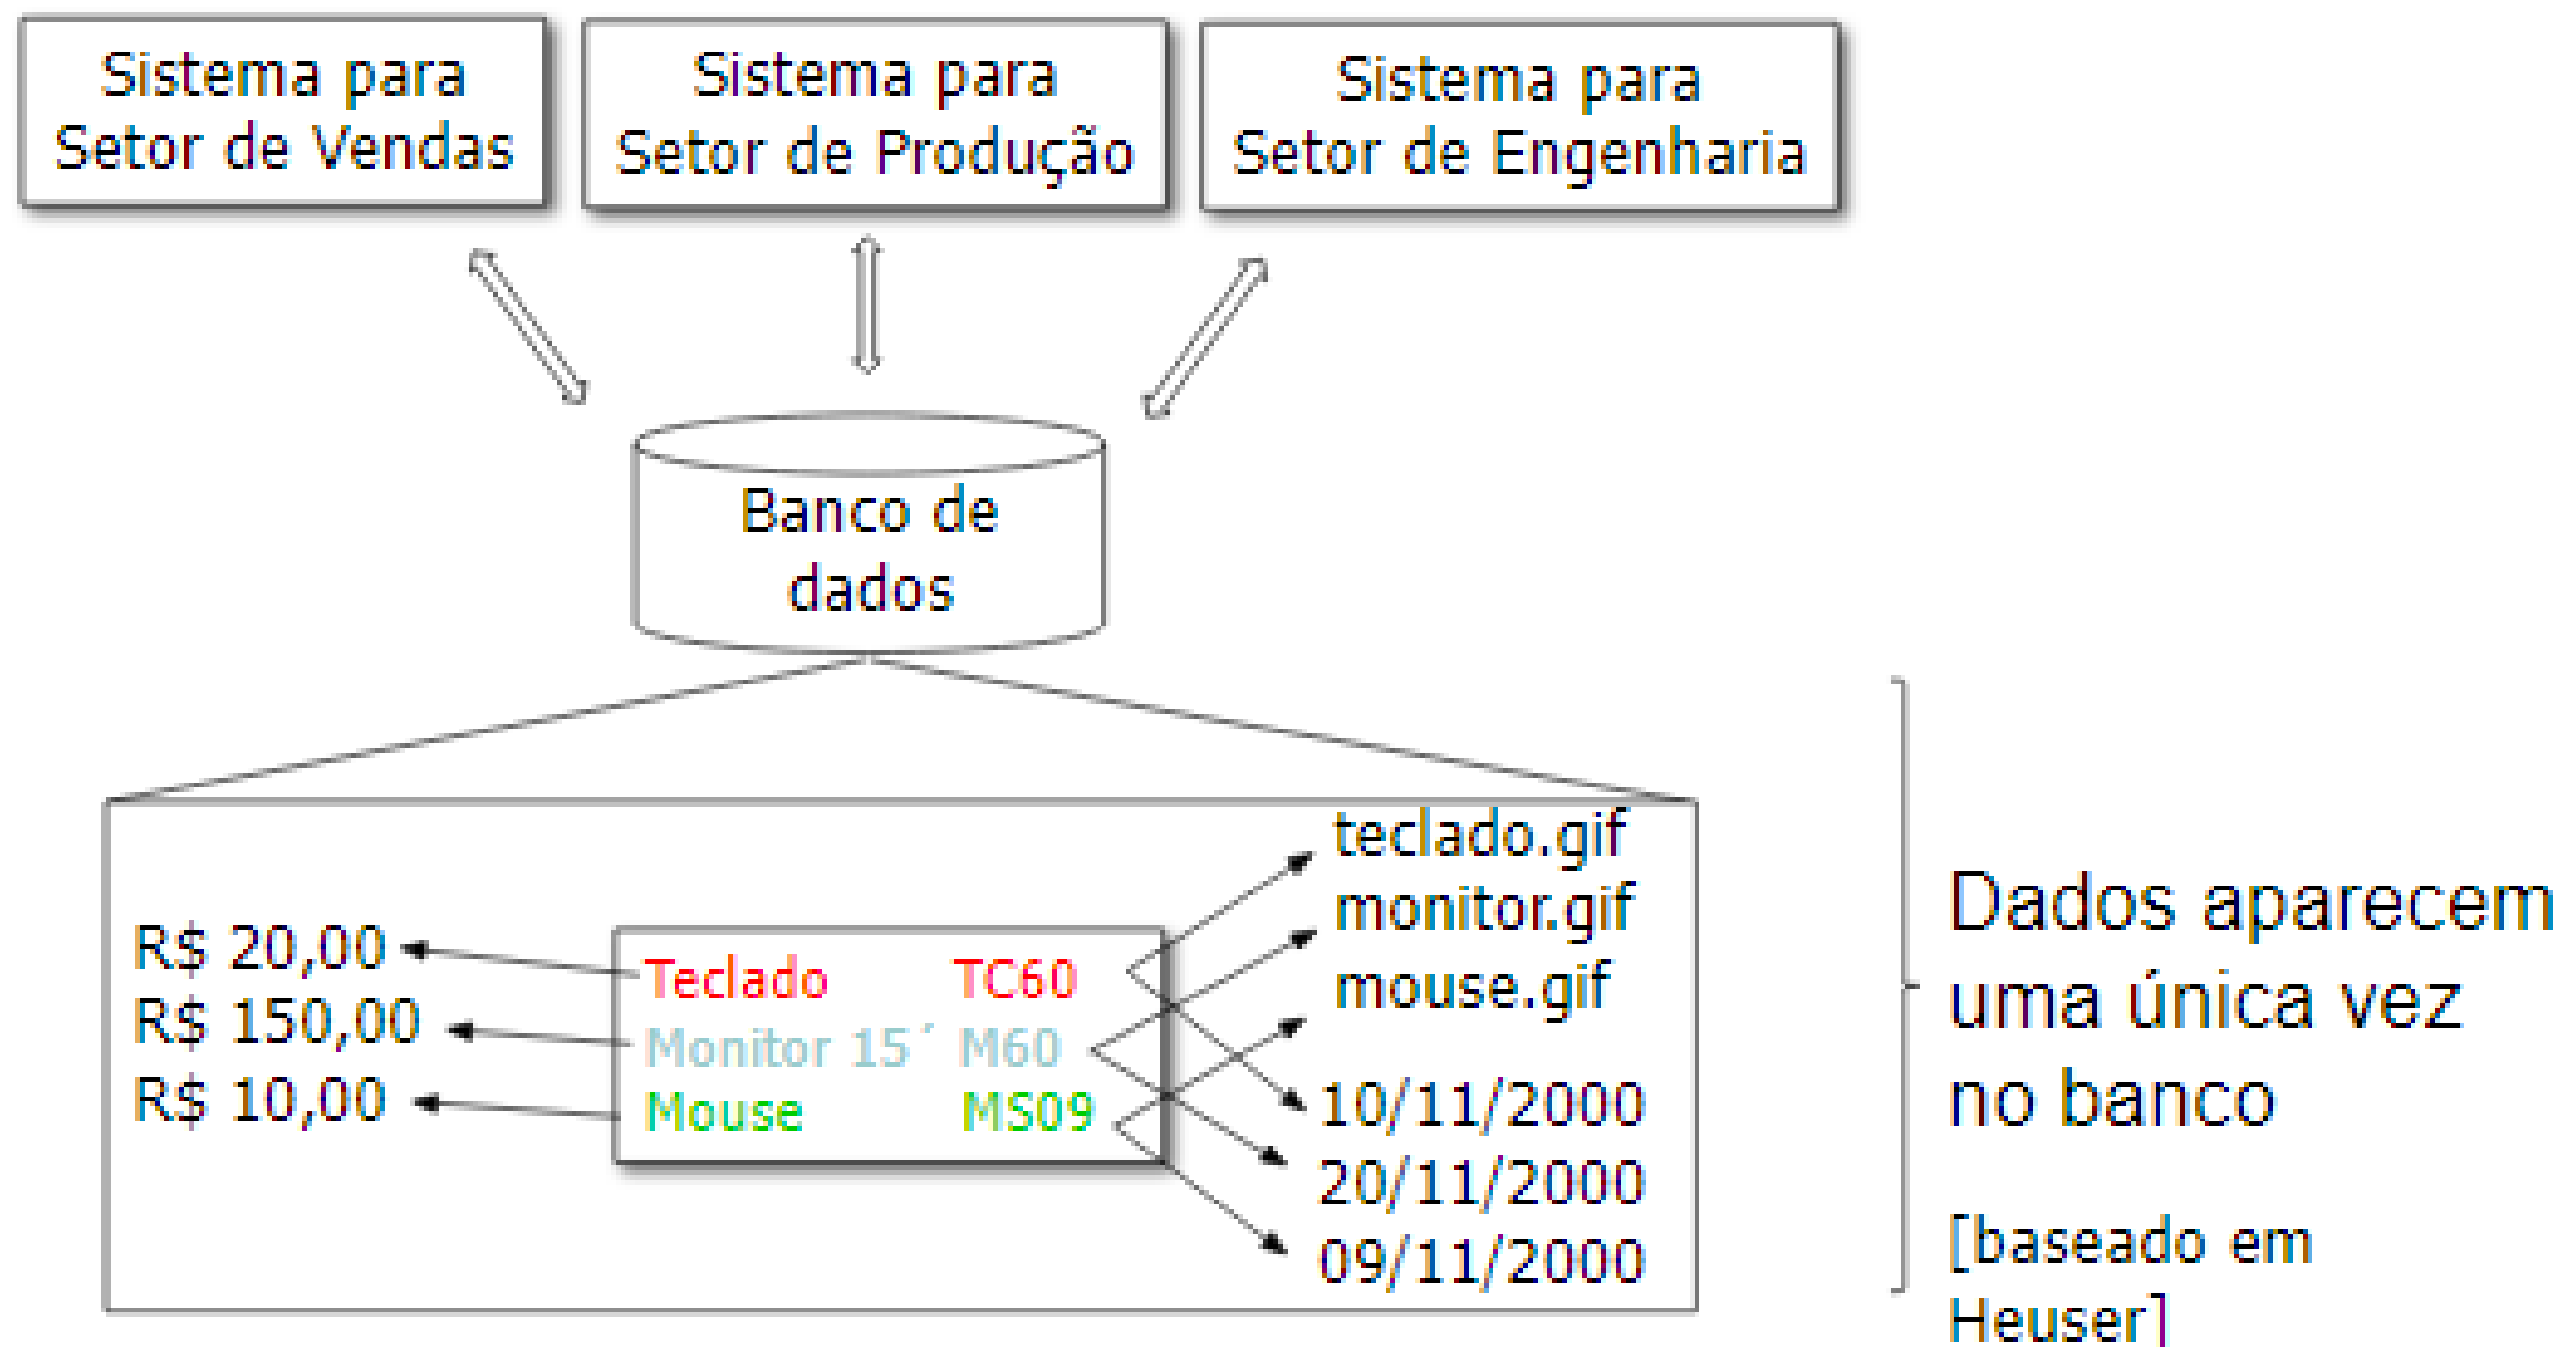 Sistema para
Setor de Vendas
Sistema para
Setor de Produção
Sistema para
Setor de Engenharia
Banco de
dados
R$ 20,00
R$ 150,00
R$ 10,00
Teclado TC60
Monitor 15´ M60
Mouse MS09
teclado.gif
monitor.gif
mouse.gif
10/11/2000
20/11/2000
09/11/2000
Dados aparecem
uma única vez
no banco
[baseado em
Heuser]